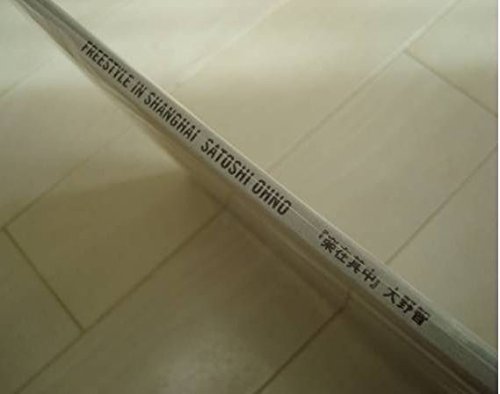 FREESTYLE IN SHANGHAI SATOSHI OHNO 『楽在其中』 大野智